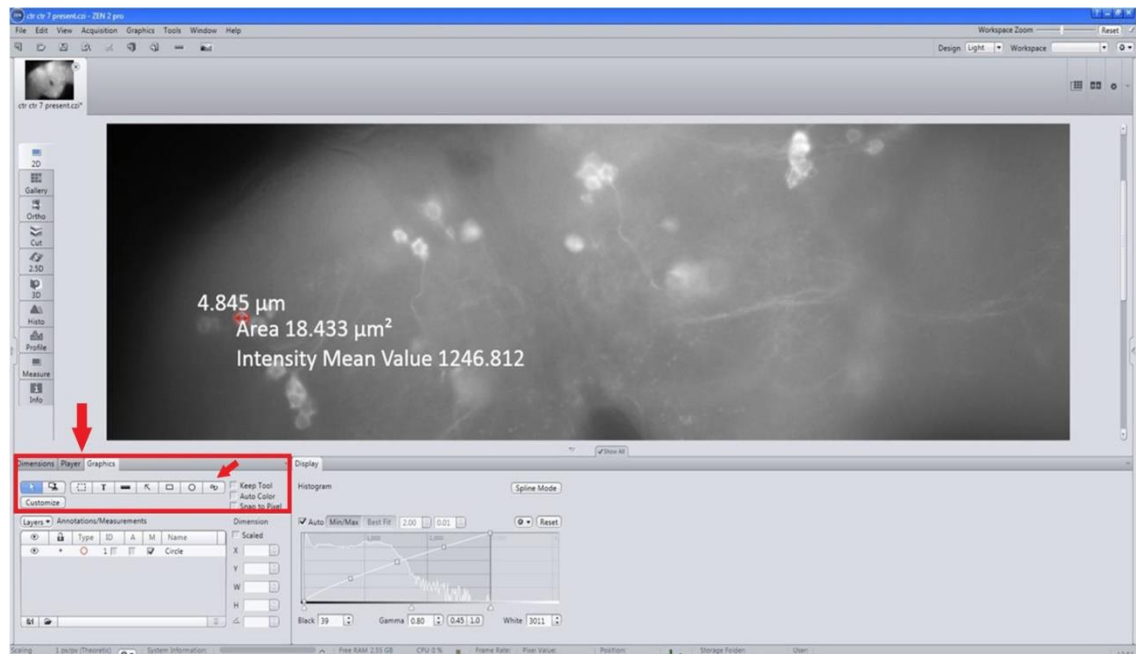 ctr ctr 7 present.czi - ZEN 2 pro
File Edit View Acquisition Graphics Tools Window Help
Workspace Zoom Reset
Design Light Workspace
ctr ctr 7 present.czi*
2D
Gallery
Ortho
Cut
2.5D
3D
Histo
Profile
Measure
Info
4.845 µm
Area 18.433 µm²
Intensity Mean Value 1246.812
Show All
Dimensions Player Graphics
Display
Keep Tool
Auto Color
Snap to Pixel
Customize
Histogram
Spline Mode
Layers Annotations/Measurements Dimension
Type ID A M Name
1 Circle
Scaled
X
Y
W
H
Auto Min/Max Best Fit 2.00 0.01 Reset
1,000
Black 39 Gamma 0.80 0.45 1.0 White 3011
Scaling 1 px/px (Theoretic) System Information: Free RAM 2.55 GB CPU 0 % Frame Rate: Pixel Value: Position: Storage Folder: User: